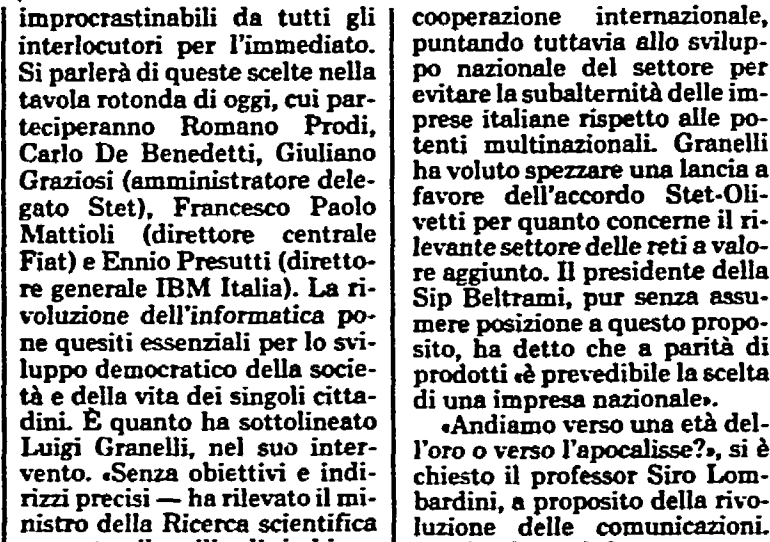 improcrastinabili da tutti gli
interlocutori per l'immediato.
Si parlerà di queste scelte nella
tavola rotonda di oggi, cui par-
teciperanno Romano Prodi,
Carlo De Benedetti, Giuliano
Graziosi (amministratore dele-
gato Stet), Francesco Paolo
Mattioli (direttore centrale
Fiat) e Ennio Presutti (diretto-
re generale IBM Italia). La ri-
voluzione dell'informatica po-
ne quesiti essenziali per lo svi-
luppo democratico della socie-
tà e della vita dei singoli citta-
dini. È quanto ha sottolineato
Luigi Granelli, nel suo inter-
vento. «Senza obiettivi e indi-
rizzi precisi — ha rilevato il mi-
nistro della Ricerca scientifica
cooperazione internazionale,
puntando tuttavia allo svilup-
po nazionale del settore per
evitare la subalternità delle im-
prese italiane rispetto alle po-
tenti multinazionali. Granelli
ha voluto spezzare una lancia a
favore dell'accordo Stet-Oli-
vetti per quanto concerne il ri-
levante settore delle reti a valo-
re aggiunto. Il presidente della
Sip Beltrami, pur senza assu-
mere posizione a questo propo-
sito, ha detto che a parità di
prodotti «è prevedibile la scelta
di una impresa nazionale».
«Andiamo verso una età del-
l'oro o verso l'apocalisse?», si è
chiesto il professor Siro Lom-
bardini, a proposito della rivo-
luzione delle comunicazioni.